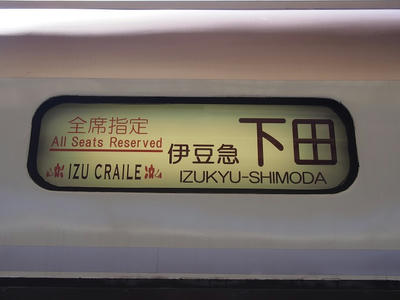 全席指定
All Seats Reserved
IZU CRAILE
伊豆急下田
IZUKYU-SHIMODA